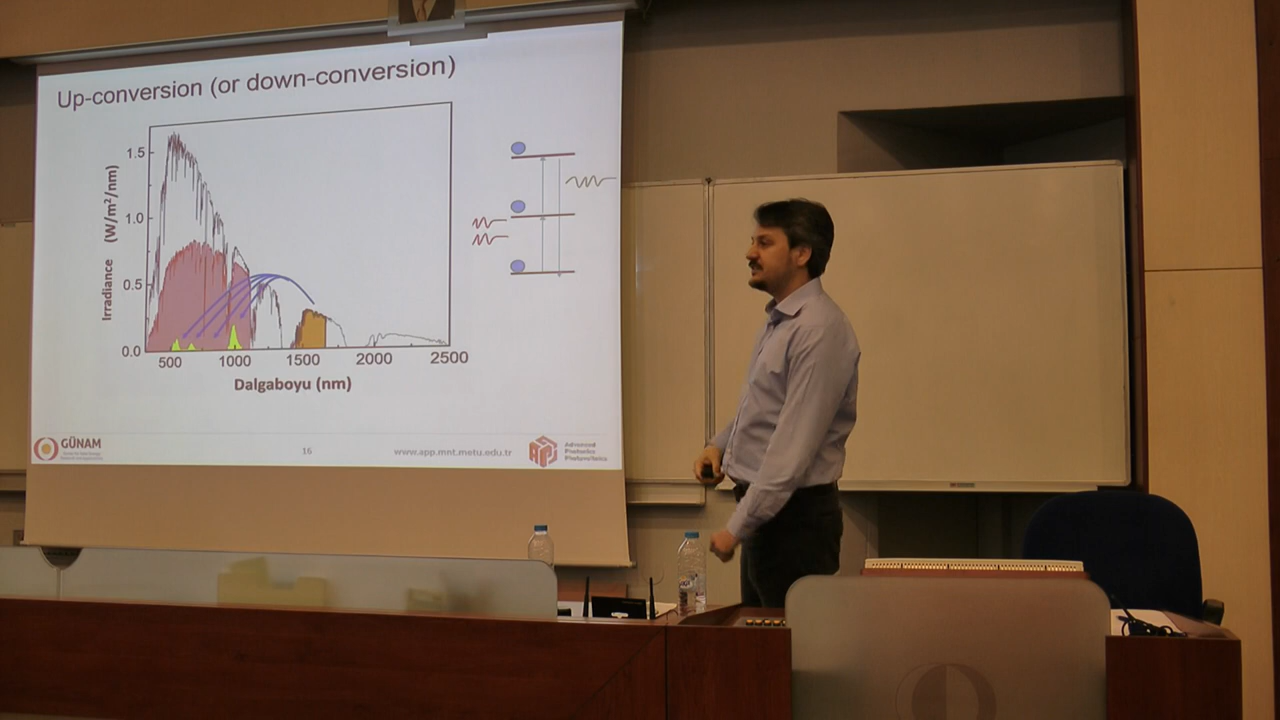 Up-conversion (or down-conversion)
Irradiance (W/m²/nm)
1.5
1.0
0.5
0.0
500 1000 1500 2000 2500
Dalgaboyu (nm)
GÜNAM
16
www.app.mnt.metu.edu.tr
Advanced
Photonics
Photovoltaics